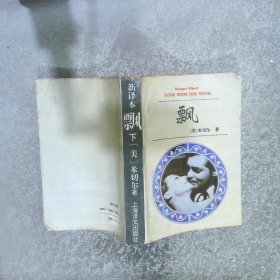 Margaret Mitchell
GONE WITH THE WIND
飘
[美]米切尔 著
新译本
飘
下
[美]
米切尔著
上海译文出版社